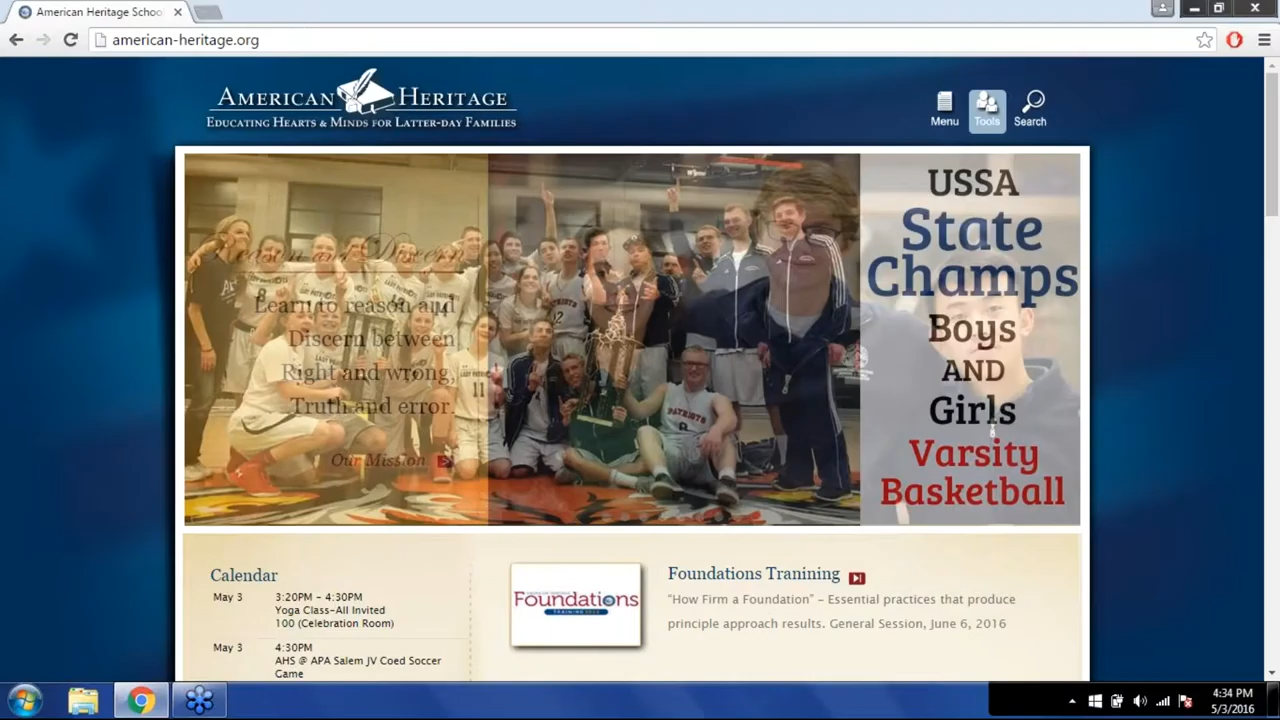 American Heritage School
american-heritage.org
AMERICAN HERITAGE
EDUCATING HEARTS & MINDS FOR LATTER-DAY FAMILIES
Menu
Tools
Search
Reason and Discern
Learn to reason and
Discern between
Right and wrong,
Truth and error.
Our Mission
USSA
State
Champs
Boys
AND
Girls
Varsity
Basketball
Calendar
May 3
3:20PM - 4:30PM
Yoga Class-All Invited
100 (Celebration Room)
May 3
4:30PM
AHS @ APA Salem JV Coed Soccer
Game
Foundations
Foundations Tranining
"How Firm a Foundation" – Essential practices that produce
principle approach results. General Session, June 6, 2016
4:34 PM
5/3/2016